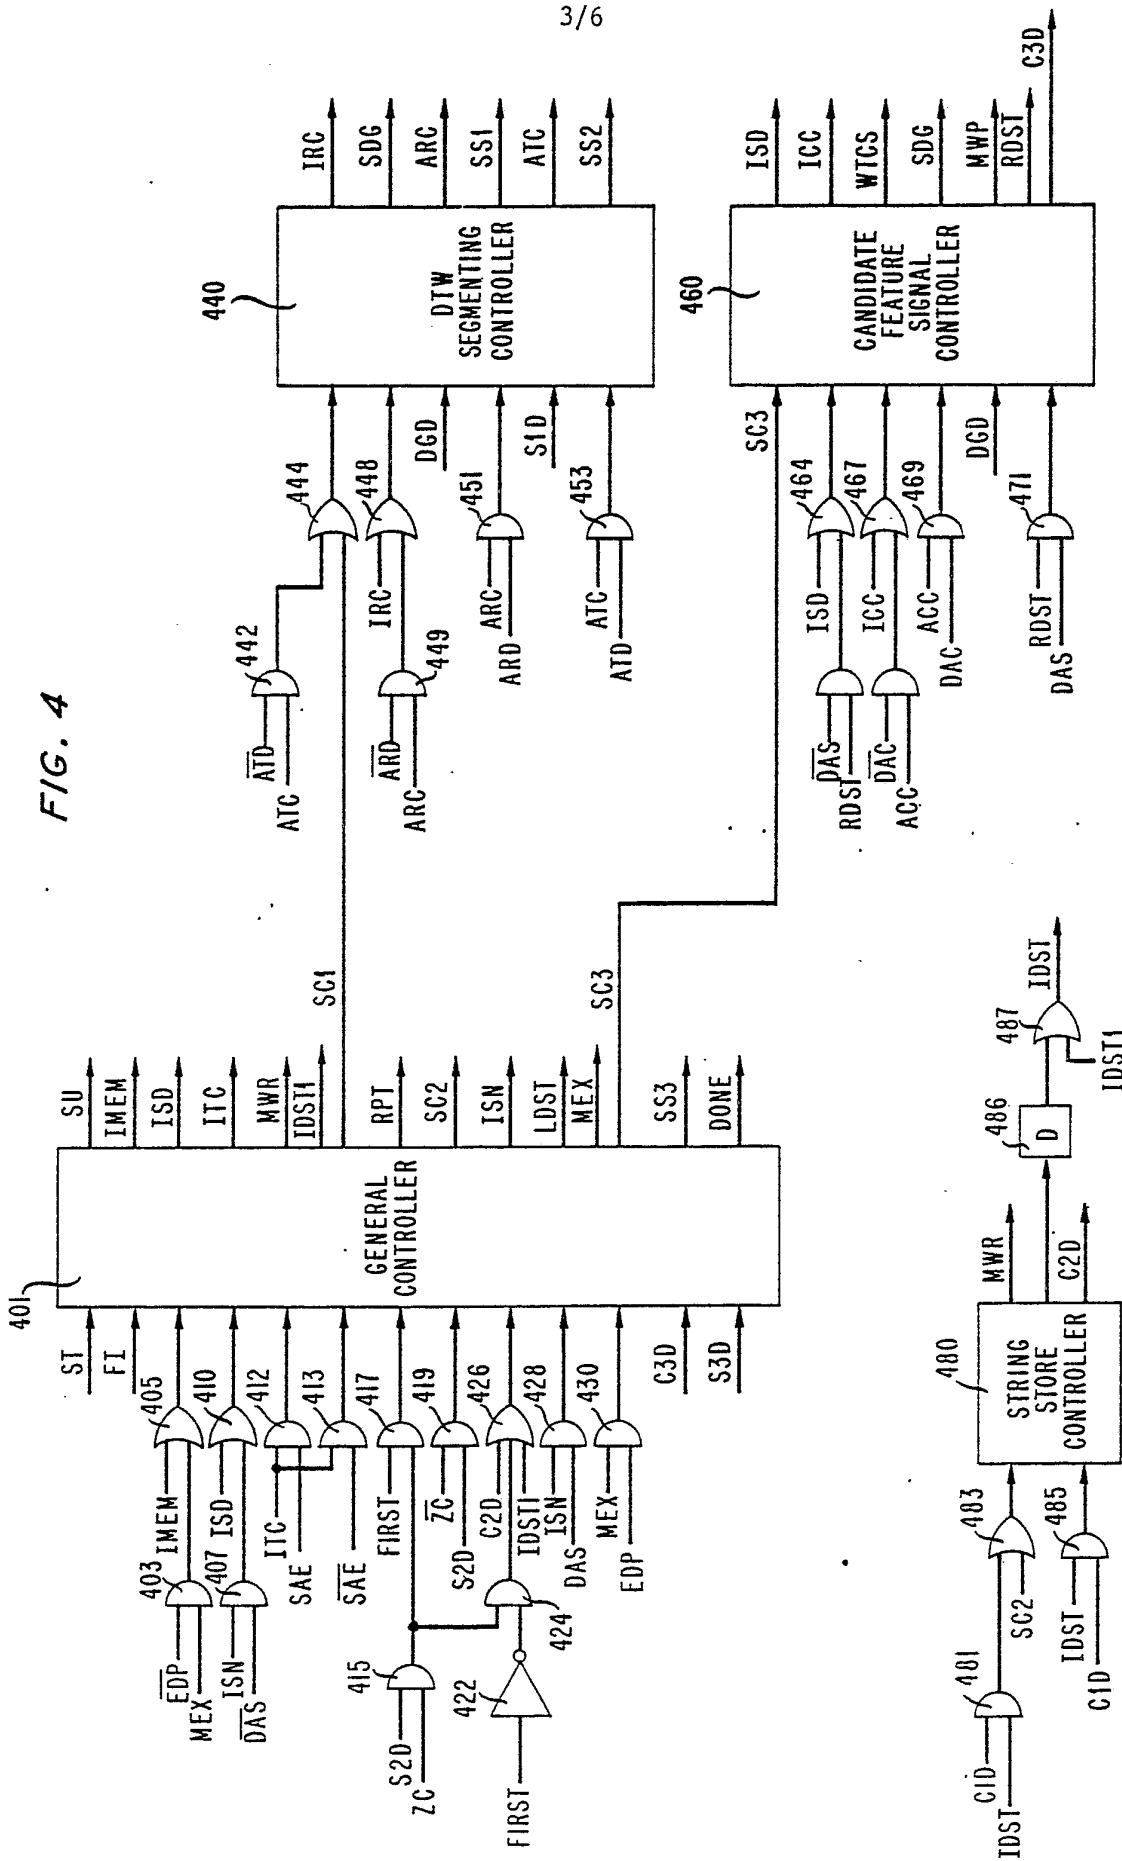 3/6
FIG. 4
401
ST
FI
IMEM
405
EDP
MEX
403
ISD
410
ISN
DAS
407
ITC
SAE
412
SAE
413
FIRST
417
S2D
ZC
415
ZC
S2D
419
C2D
IDST1
426
424
FIRST
422
ISN
DAS
428
MEX
EDP
430
C3D
S3D
GENERAL
CONTROLLER
SU
IMEM
ISD
ITC
MWR
IDST1
SC1
RPT
SC2
ISN
LDST
MEX
SC3
SS3
DONE
440
ATD
ATC
442
444
IRC
448
ARD
ARC
449
DGD
ARC
ARD
451
S1D
ATC
ATD
453
DTW
SEGMENTING
CONTROLLER
IRC
SDG
ARC
SS1
ATC
SS2
460
SC3
ISD
464
DAS
RDST
ICC
467
DAC
ACC
ACC
DAC
469
DGD
RDST
DAS
471
CANDIDATE
FEATURE
SIGNAL
CONTROLLER
ISD
ICC
WTCS
SDG
MWP
RDST
C3D
C1D
IDST
481
SC2
483
IDST
C1D
485
480
STRING
STORE
CONTROLLER
MWR
C2D
486
D
487
IDST1
IDST